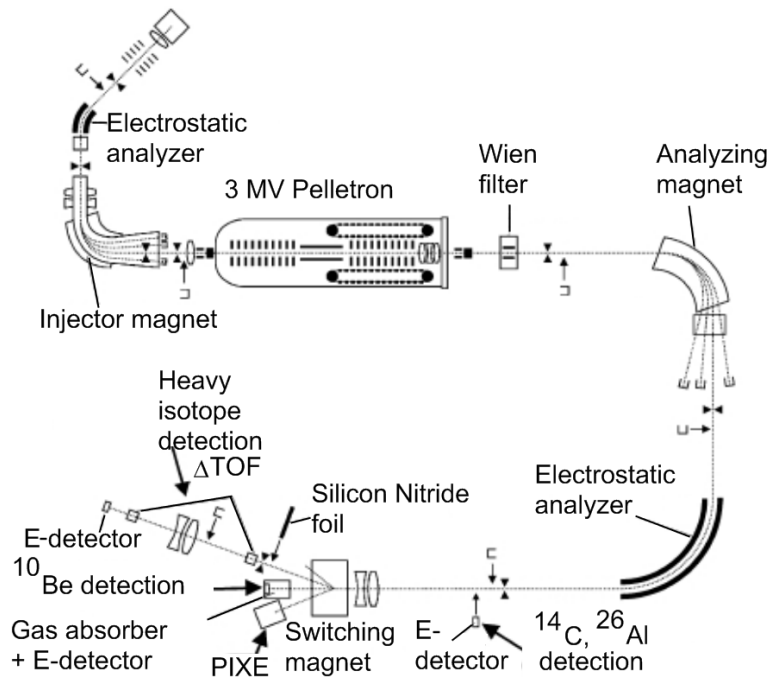 Electrostatic
analyzer
3 MV Pelletron
Wien
filter
Analyzing
magnet
Injector magnet
Heavy
isotope
detection
ΔTOF
Silicon Nitride
foil
Electrostatic
analyzer
E-detector
10Be detection
Gas absorber
+ E-detector
PIXE
Switching
magnet
E-
detector
14C, 26Al
detection